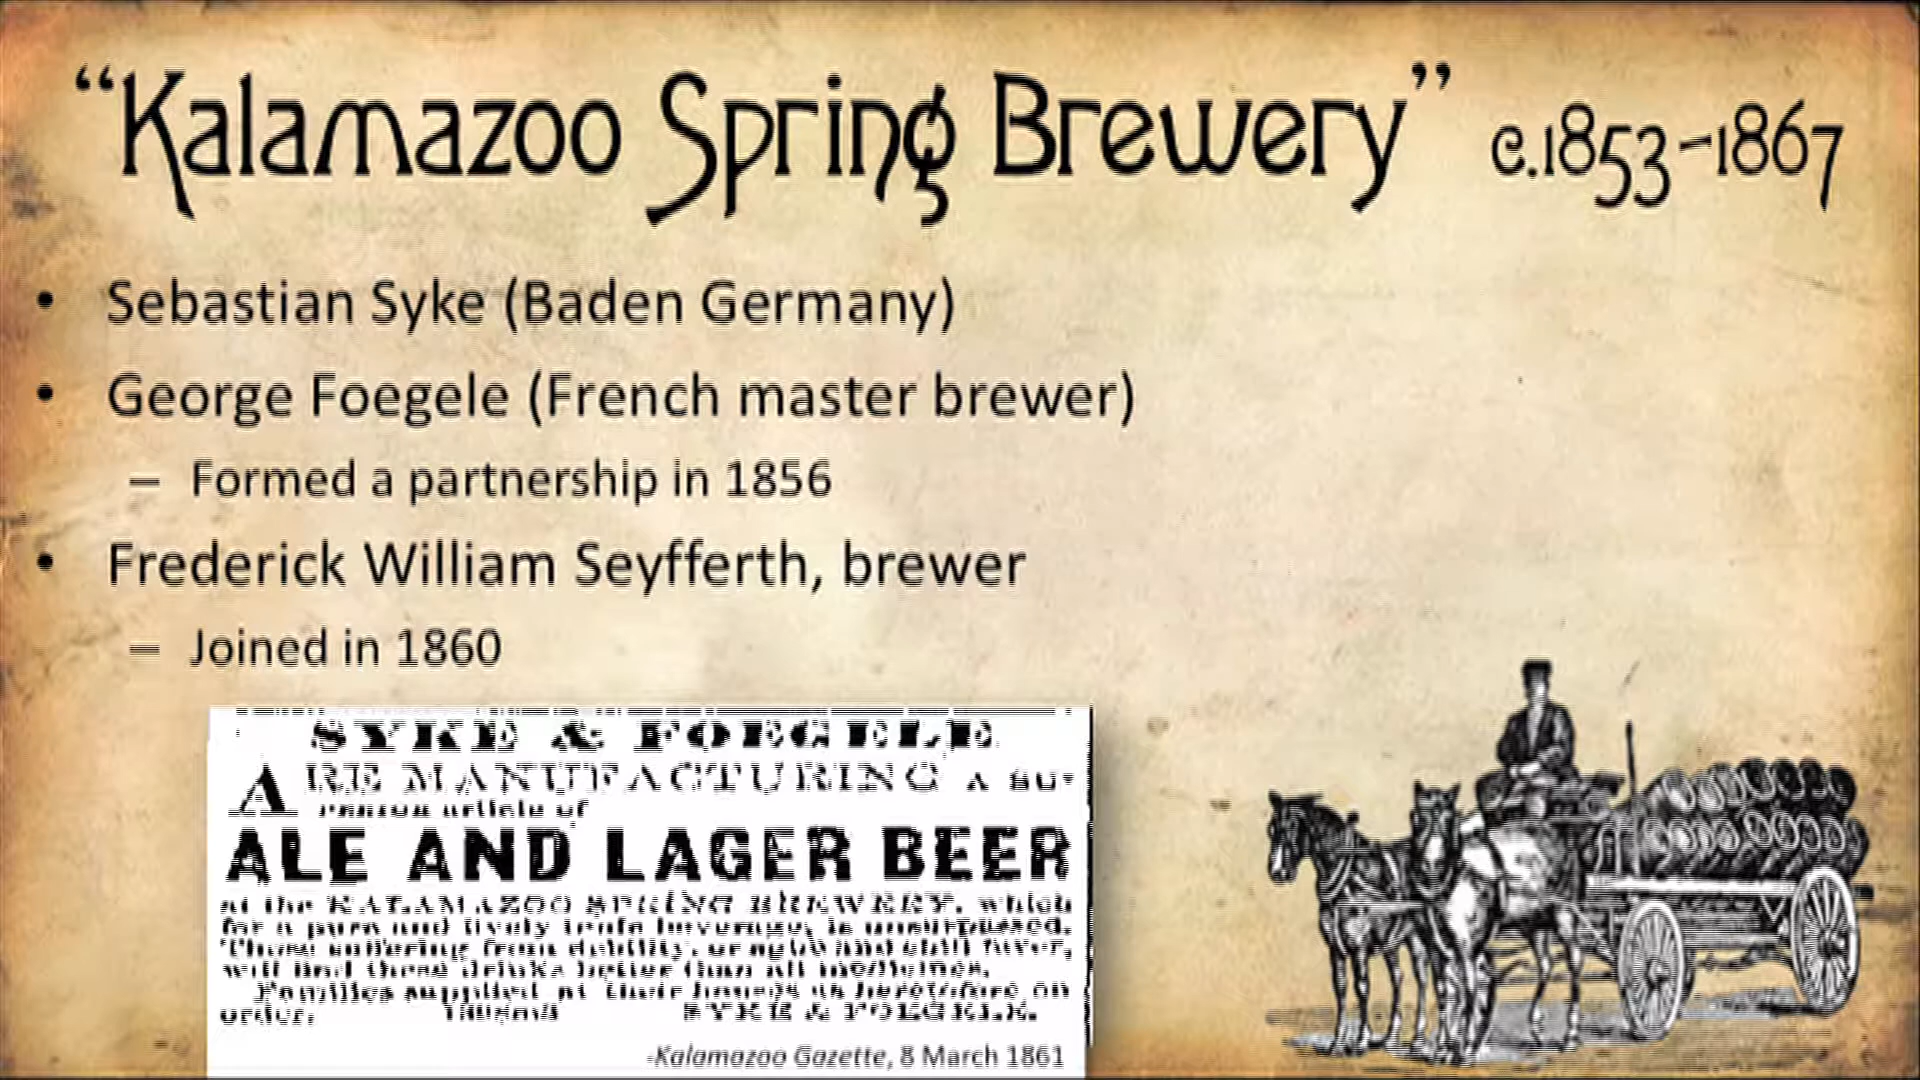 “Kalamazoo Spring Brewery” c.1853-1867
• Sebastian Syke (Baden Germany)
• George Foegele (French master brewer)
– Formed a partnership in 1856
• Frederick William Seyfferth, brewer
– Joined in 1860
SYKE & FOEGELE
ARE MANUFACTURING A su-
perior article of
ALE AND LAGER BEER
at the KALAMAZOO SPRING BREWERY, which
for a pure and lively tonic beverage, is unsurpassed.
Those suffering from debility, or ague and chill fever,
will find these drinks better than all medicines.
Families supplied at their houses as heretofore on
order. SYKE & FOEGELE.
-Kalamazoo Gazette, 8 March 1861